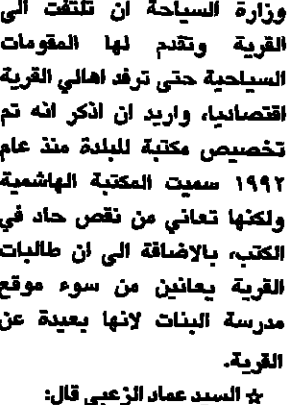 وزارة السياحة ان تلتفت الى
القرية وتقدم لها المقومات
السياحية حتى ترفد اهالي القرية
اقتصاديا، واريد ان اذكر انه تم
تخصيص مكتبة للبلدة منذ عام
١٩٩٢ سميت المكتبة الهاشمية
ولكنها تعاني من نقص حاد في
الكتب، بالاضافة الى ان طالبات
القرية يعانين من سوء موقع
مدرسة البنات لانها بعيدة عن
القرية.
☆ السيد عماد الزعبي قال: